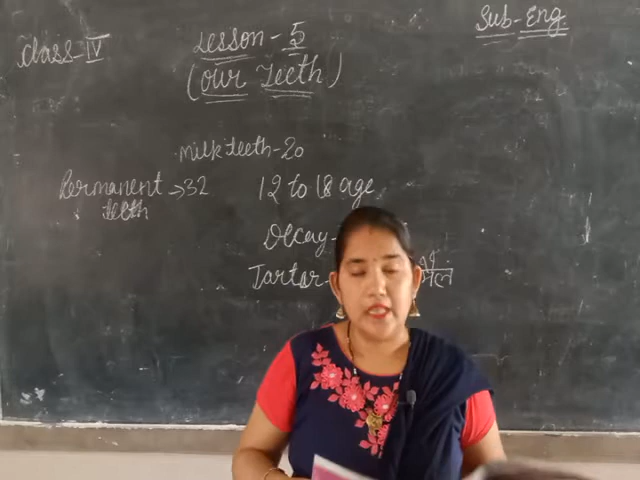 Class-IV
Lesson-5
Sub-Eng.
(Our Teeth)
Milk teeth-20
Permanent → 32
teeth
12 to 18 age
Decay-
Tartar-